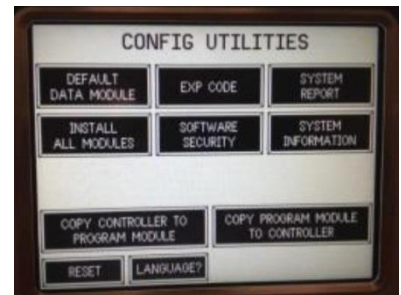 CONFIG UTILITIES
DEFAULT
DATA MODULE
EXP CODE
SYSTEM
REPORT
INSTALL
ALL MODULES
SOFTWARE
SECURITY
SYSTEM
INFORMATION
COPY CONTROLLER TO
PROGRAM MODULE
COPY PROGRAM MODULE
TO CONTROLLER
RESET
LANGUAGE?